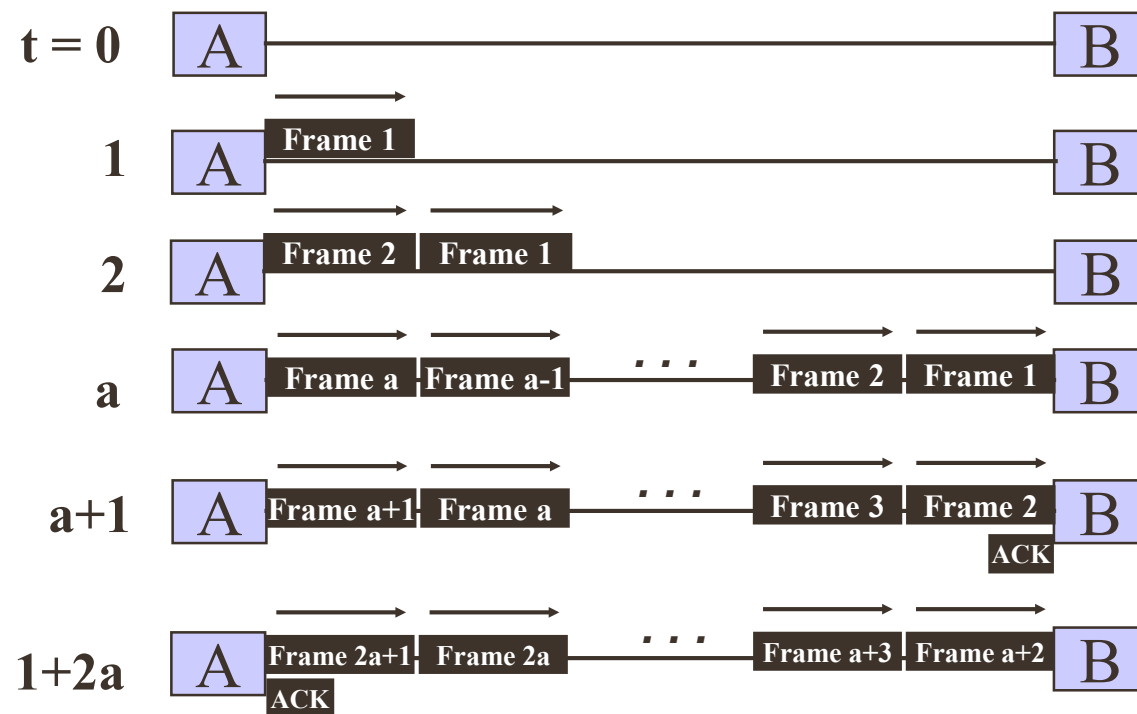 t = 0 A B
Frame 1
1 A B
Frame 2 Frame 1
2 A B
. . .
a A Frame a Frame a-1 Frame 2 Frame 1 B
. . .
a+1 A Frame a+1 Frame a Frame 3 Frame 2 B
ACK
. . .
1+2a A Frame 2a+1 Frame 2a Frame a+3 Frame a+2 B
ACK